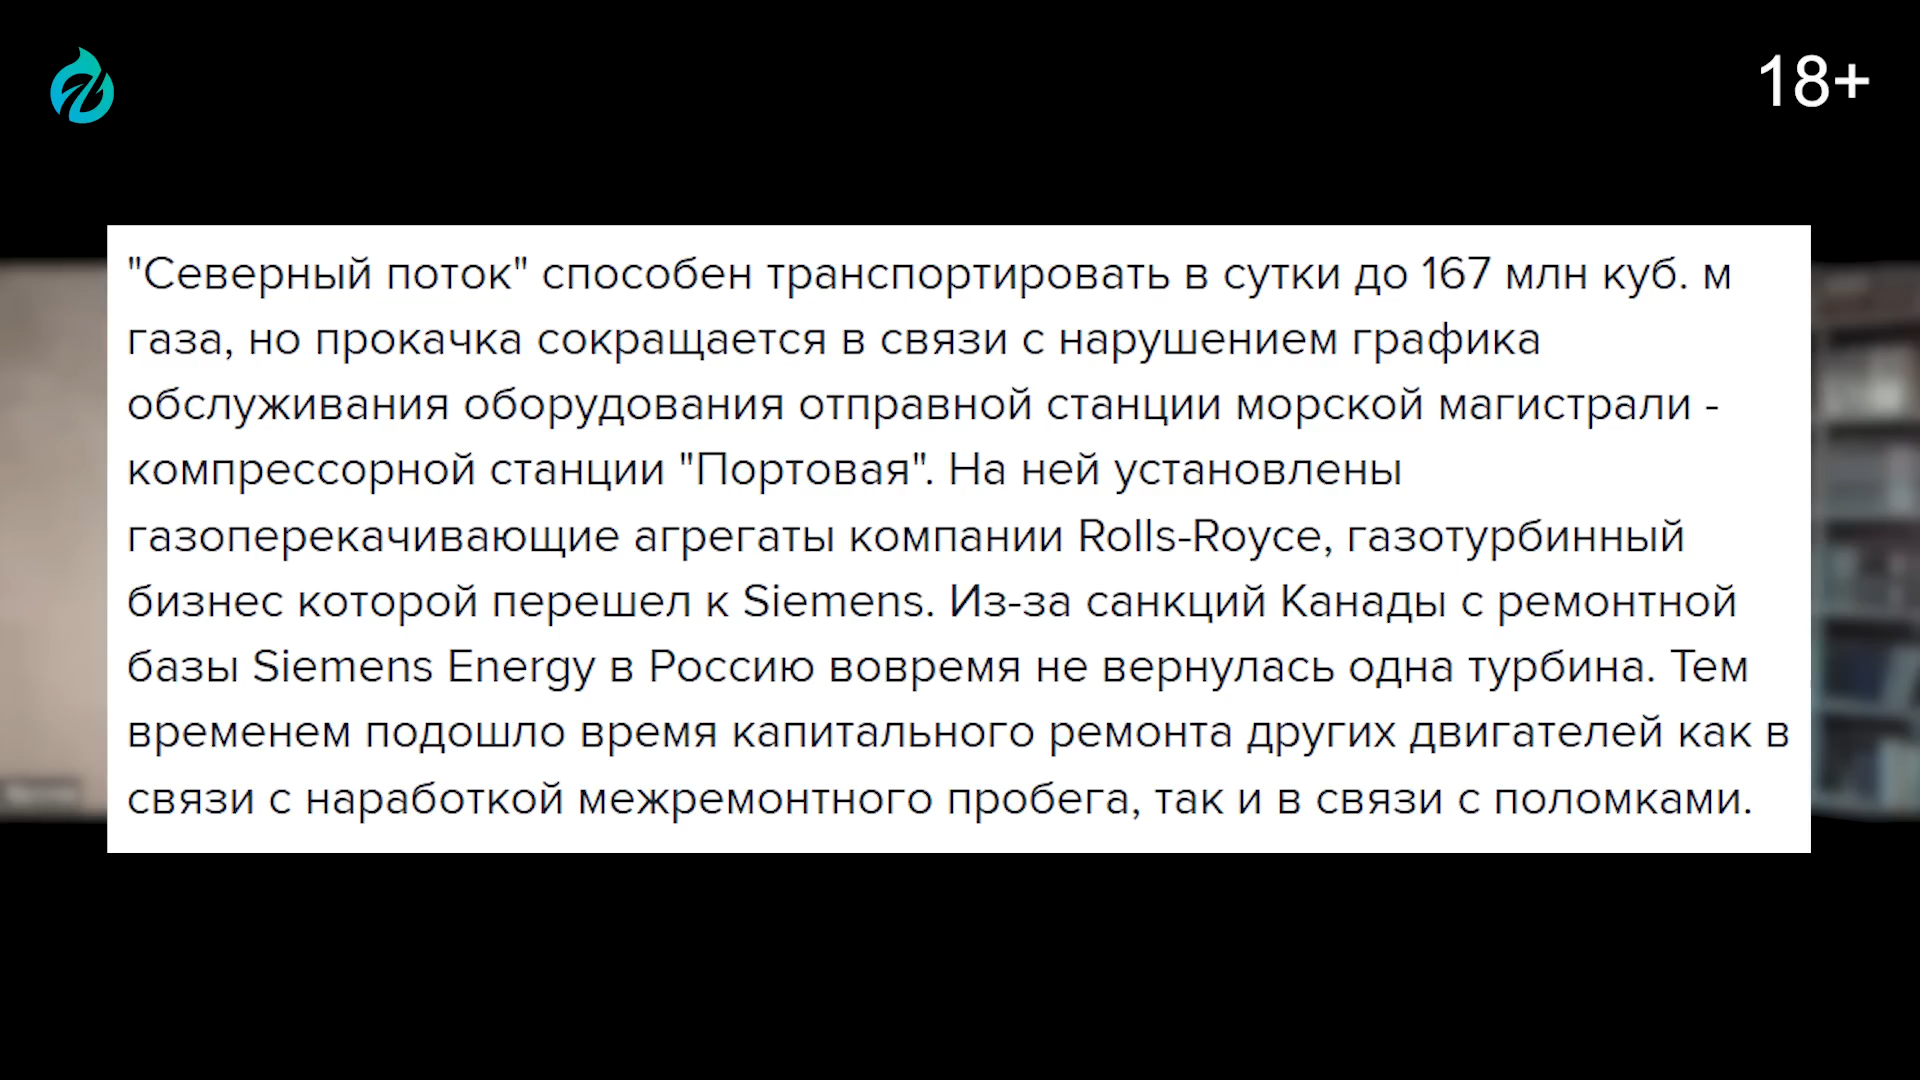 18+
"Северный поток" способен транспортировать в сутки до 167 млн куб. м
газа, но прокачка сокращается в связи с нарушением графика
обслуживания оборудования отправной станции морской магистрали -
компрессорной станции "Портовая". На ней установлены
газоперекачивающие агрегаты компании Rolls-Royce, газотурбинный
бизнес которой перешел к Siemens. Из-за санкций Канады с ремонтной
базы Siemens Energy в Россию вовремя не вернулась одна турбина. Тем
временем подошло время капитального ремонта других двигателей как в
связи с наработкой межремонтного пробега, так и в связи с поломками.